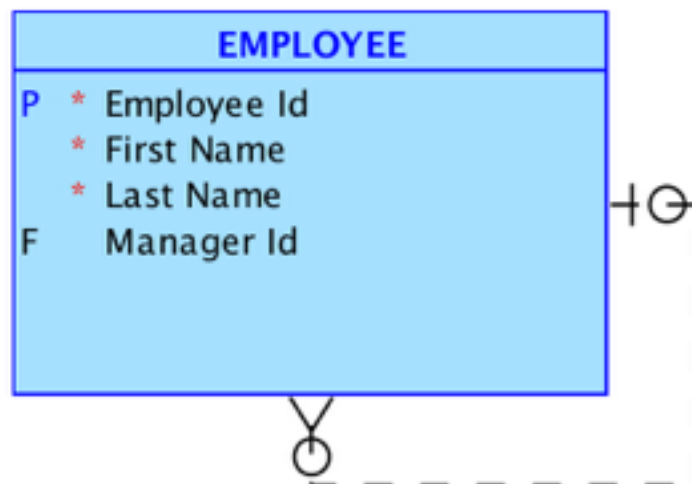 EMPLOYEE
P * Employee Id
* First Name
* Last Name
F Manager Id